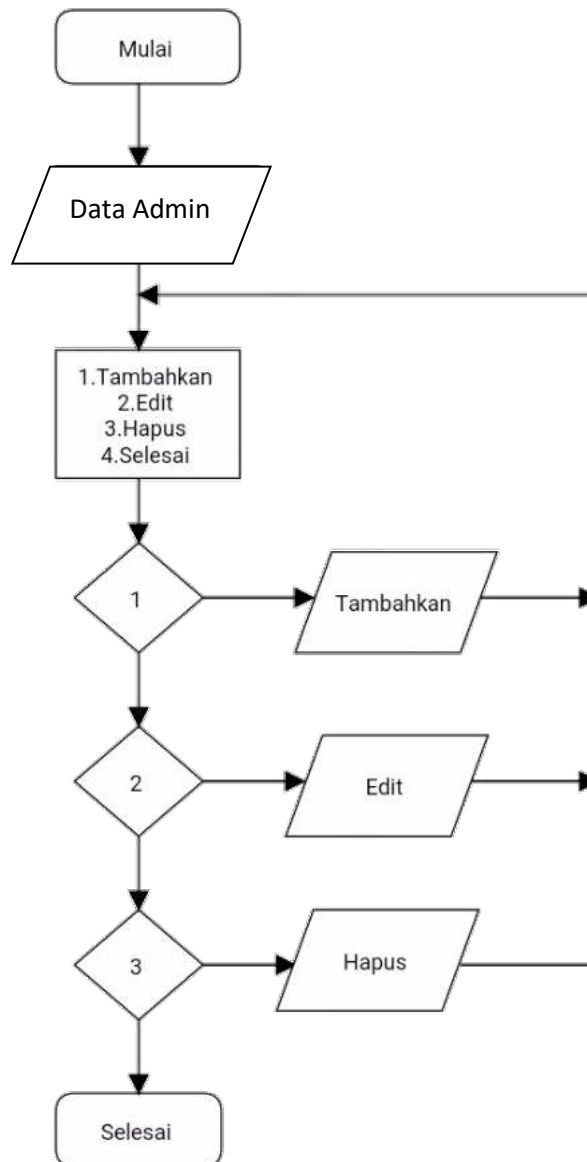 Mulai
Data Admin
1.Tambahkan
2.Edit
3.Hapus
4.Selesai
1
Tambahkan
2
Edit
3
Hapus
Selesai